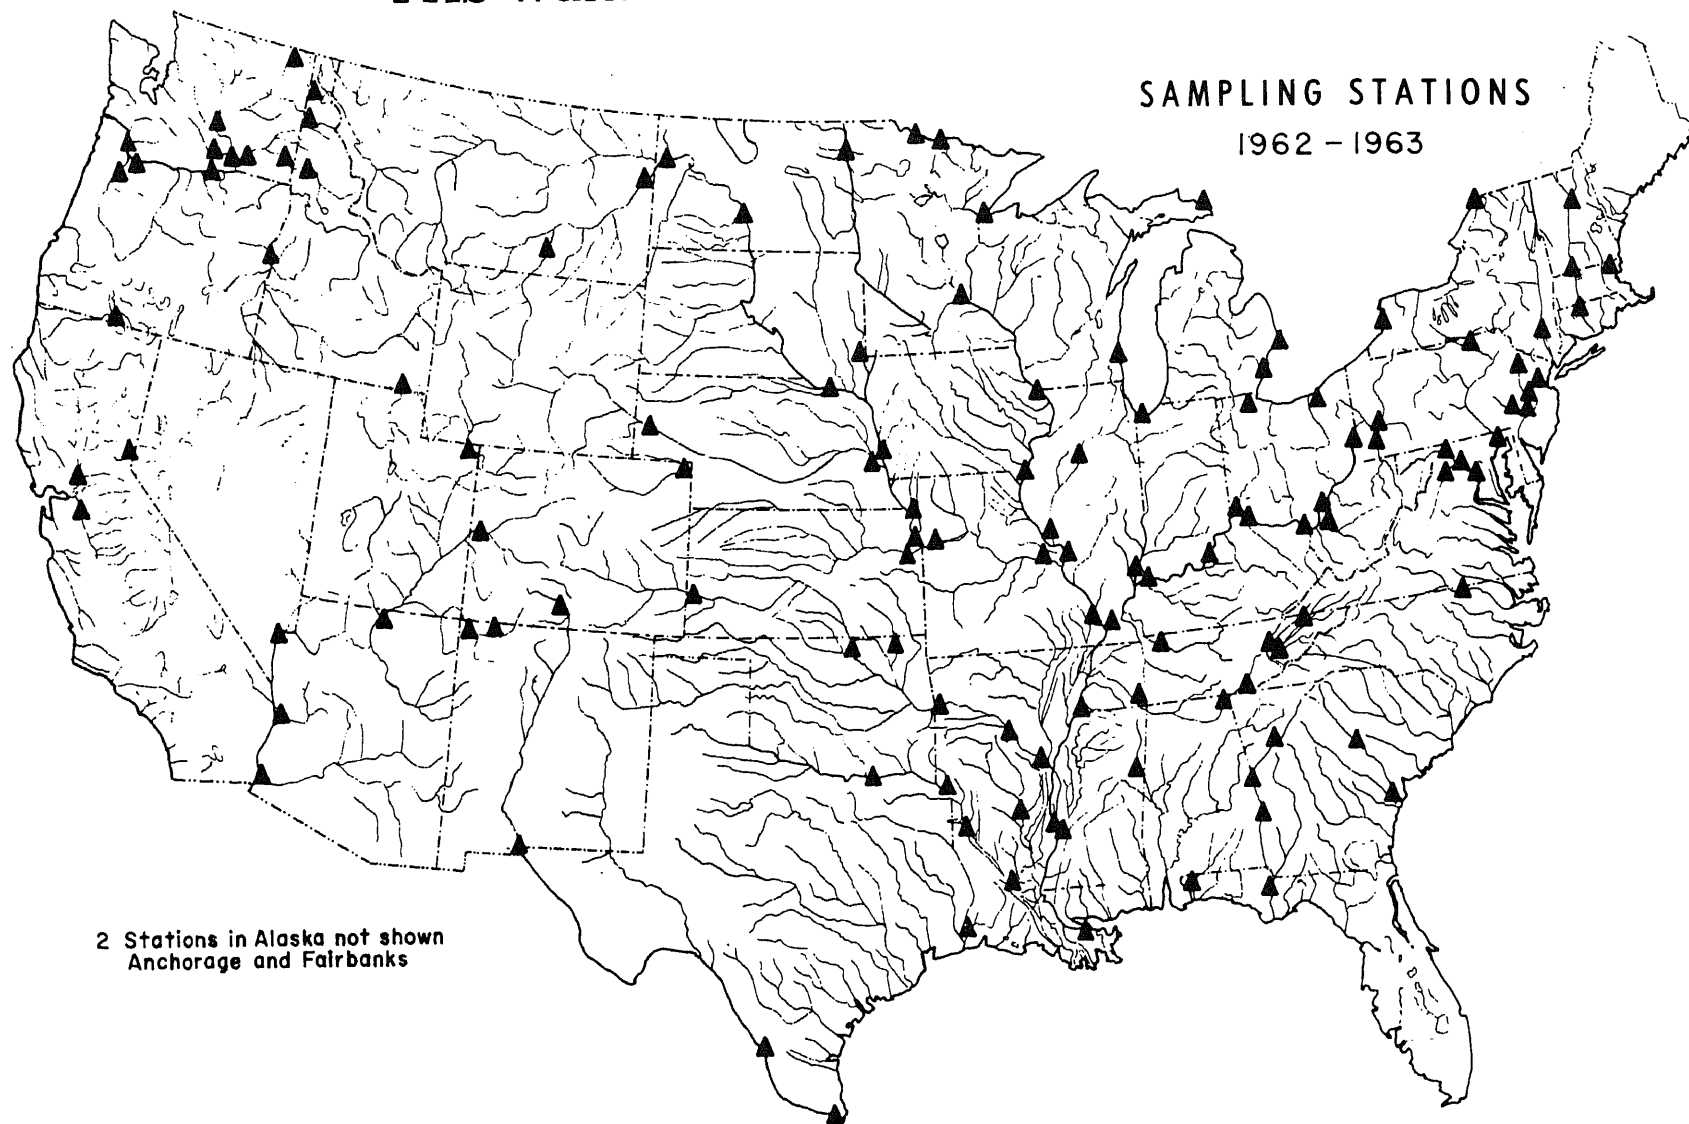 SAMPLING STATIONS
1962 – 1963
2 Stations in Alaska not shown
Anchorage and Fairbanks